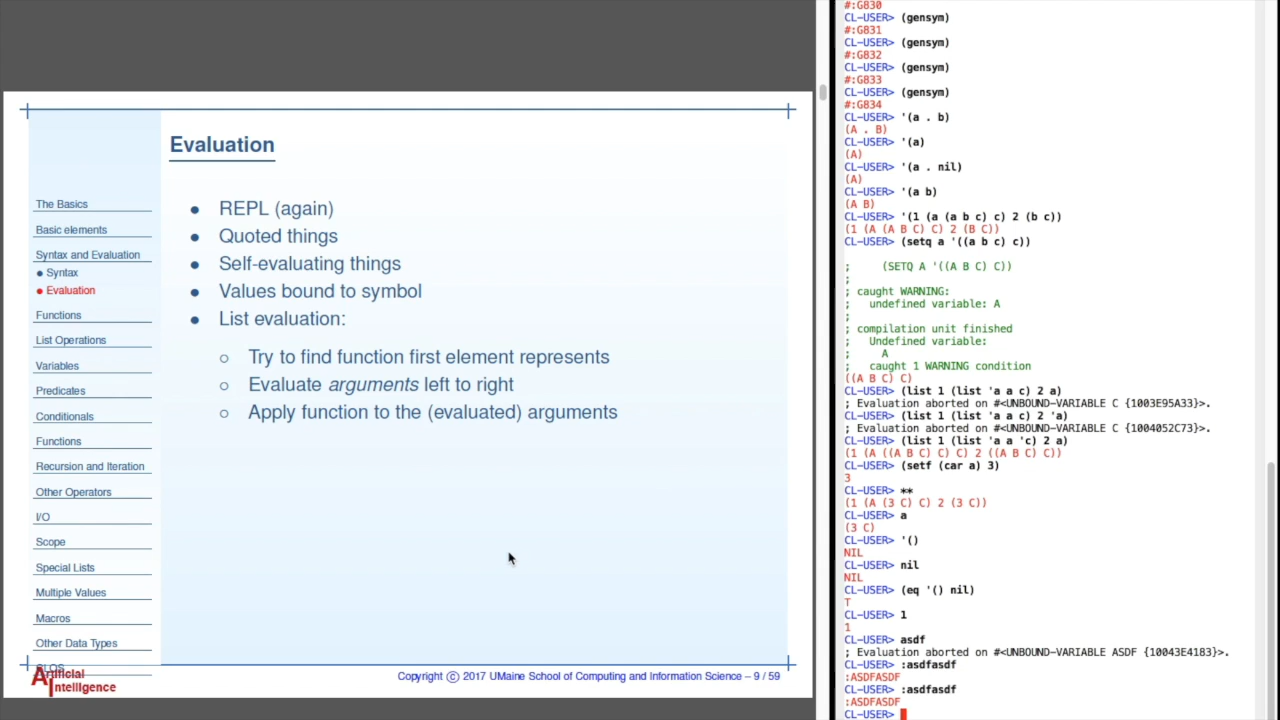 Evaluation
REPL (again)
Quoted things
Self-evaluating things
Values bound to symbol
List evaluation:
Try to find function first element represents
Evaluate arguments left to right
Apply function to the (evaluated) arguments
The Basics
Basic elements
Syntax and Evaluation
Syntax
Evaluation
Functions
List Operations
Variables
Predicates
Conditionals
Functions
Recursion and Iteration
Other Operators
I/O
Scope
Special Lists
Multiple Values
Macros
Other Data Types
CLOS
Artificial
Intelligence
Copyright © 2017 UMaine School of Computing and Information Science – 9 / 59
#:G830
CL-USER> (gensym)
#:G831
CL-USER> (gensym)
#:G832
CL-USER> (gensym)
#:G833
CL-USER> (gensym)
#:G834
CL-USER> '(a . b)
(A . B)
CL-USER> '(a)
(A)
CL-USER> '(a . nil)
(A)
CL-USER> '(a b)
(A B)
CL-USER> '(1 (a (a b c) c) 2 (b c))
(1 (A (A B C) C) 2 (B C))
CL-USER> (setq a '((a b c) c))
;     (SETQ A '((A B C) C))
;
; caught WARNING:
;   undefined variable: A
;
; compilation unit finished
;   Undefined variable:
;     A
;   caught 1 WARNING condition
((A B C) C)
CL-USER> (list 1 (list 'a a c) 2 a)
; Evaluation aborted on #<UNBOUND-VARIABLE C {1003E95A33}>.
CL-USER> (list 1 (list 'a a c) 2 'a)
; Evaluation aborted on #<UNBOUND-VARIABLE C {1004052C73}>.
CL-USER> (list 1 (list 'a a 'c) 2 a)
(1 (A ((A B C) C) C) 2 ((A B C) C))
CL-USER> (setf (car a) 3)
3
CL-USER> **
(1 (A (3 C) C) 2 (3 C))
CL-USER> a
(3 C)
CL-USER> '()
NIL
CL-USER> nil
NIL
CL-USER> (eq '() nil)
T
CL-USER> 1
1
CL-USER> asdf
; Evaluation aborted on #<UNBOUND-VARIABLE ASDF {10043E4183}>.
CL-USER> :asdfasdf
:ASDFASDF
CL-USER> :asdfasdf
:ASDFASDF
CL-USER>